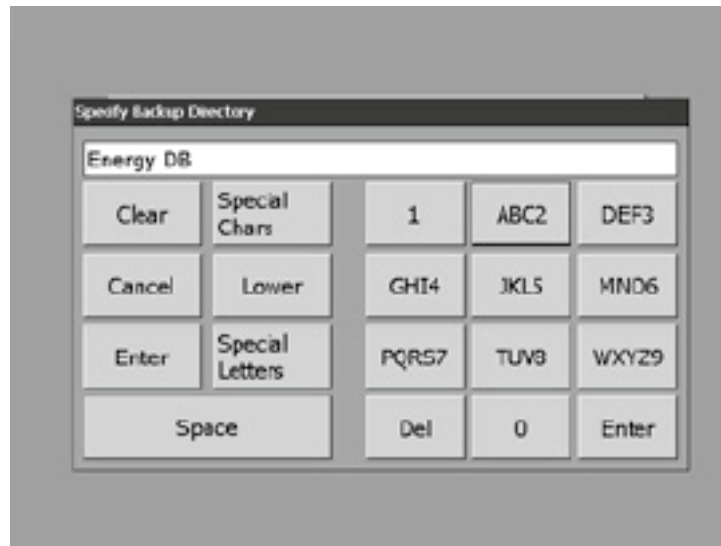 Specify Backup Directory
Energy DB
Clear
Special
Chars
1
ABC2
DEF3
Cancel
Lower
GHI4
JKL5
MNO6
Enter
Special
Letters
PQRS7
TUV8
WXYZ9
Space
Del
0
Enter